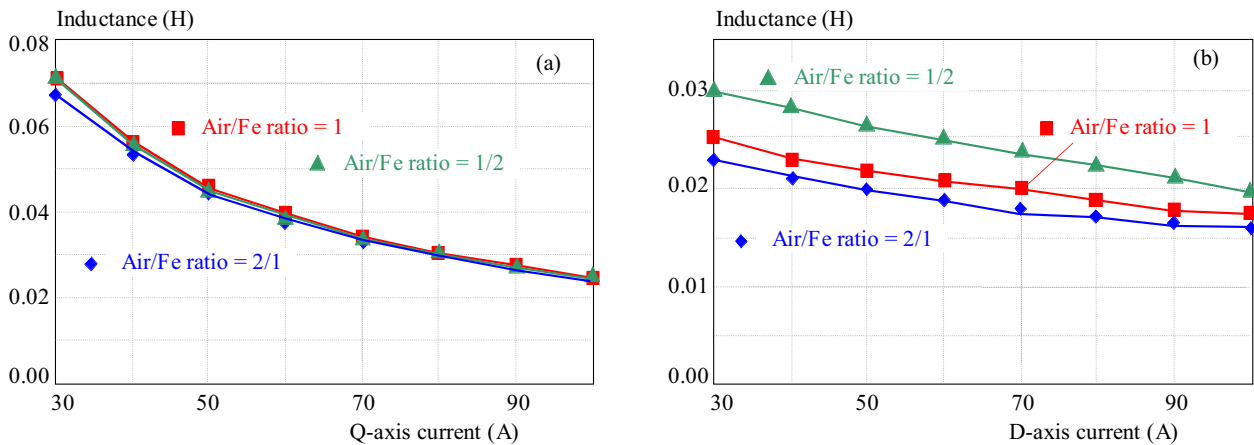 Inductance (H)
0.08
0.06
0.04
0.02
0.00
30 50 70 90
Q-axis current (A)
(a)
Air/Fe ratio = 1
Air/Fe ratio = 1/2
Air/Fe ratio = 2/1
Inductance (H)
0.03
0.02
0.01
0.00
30 50 70 90
D-axis current (A)
(b)
Air/Fe ratio = 1/2
Air/Fe ratio = 1
Air/Fe ratio = 2/1